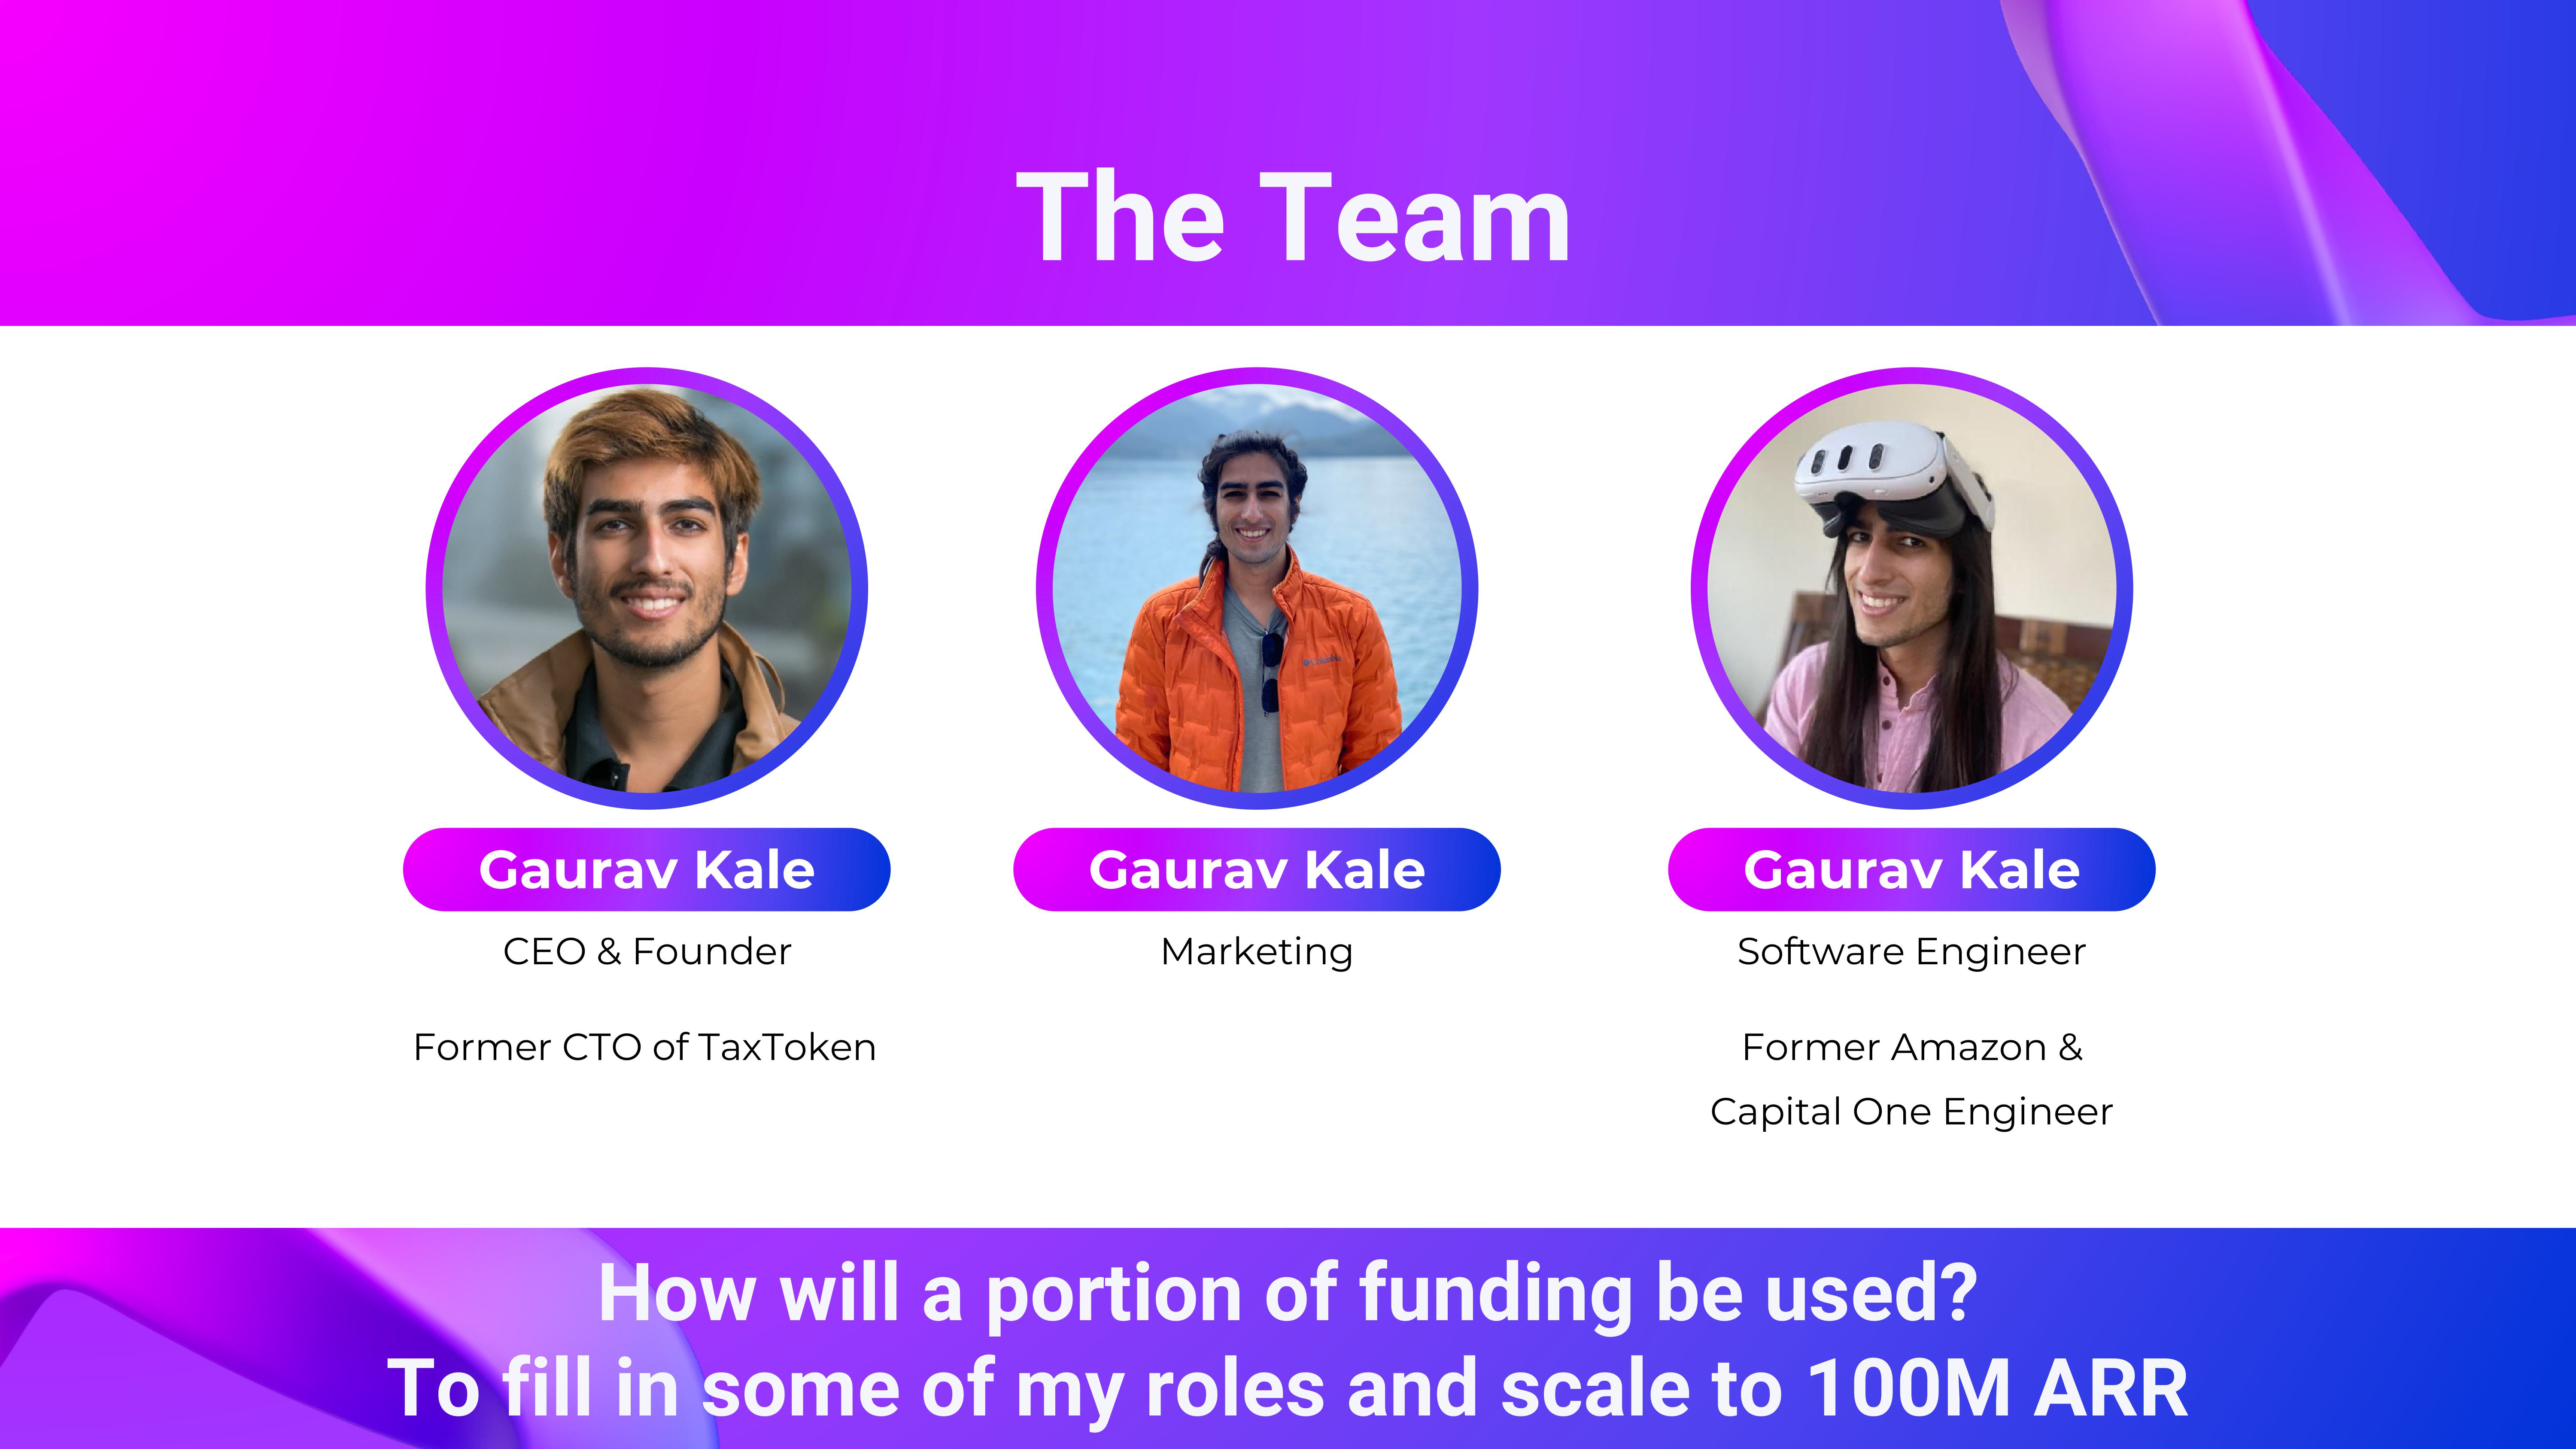 The Team
Gaurav Kale
CEO & Founder
Former CTO of TaxToken
Gaurav Kale
Marketing
Gaurav Kale
Software Engineer
Former Amazon &
Capital One Engineer
Columbia
How will a portion of funding be used?
To fill in some of my roles and scale to 100M ARR